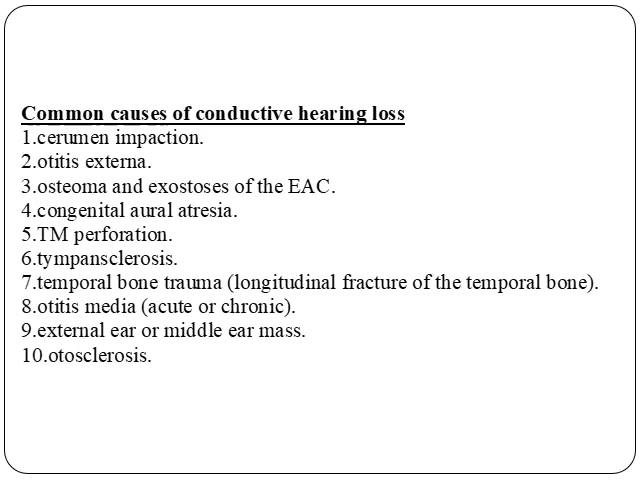 Common causes of conductive hearing loss
1.cerumen impaction.
2.otitis externa.
3.osteoma and exostoses of the EAC.
4.congenital aural atresia.
5.TM perforation.
6.tympansclerosis.
7.temporal bone trauma (longitudinal fracture of the temporal bone).
8.otitis media (acute or chronic).
9.external ear or middle ear mass.
10.otosclerosis.